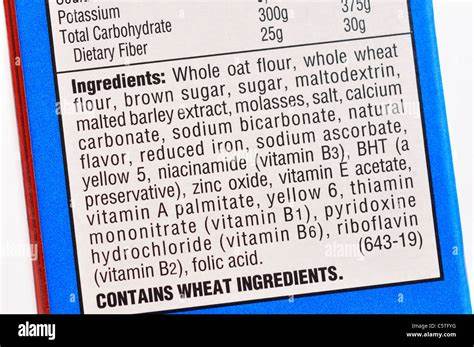 Potassium 300g 375g
Total Carbohydrate 25g 30g
Dietary Fiber
Ingredients: Whole oat flour, whole wheat
flour, brown sugar, sugar, maltodextrin,
malted barley extract, molasses, salt, calcium
carbonate, sodium bicarbonate, natural
flavor, reduced iron, sodium ascorbate,
yellow 5, niacinamide (vitamin B3), BHT (a
preservative), zinc oxide, vitamin E acetate,
vitamin A palmitate, yellow 6, thiamin
mononitrate (vitamin B1), pyridoxine
hydrochloride (vitamin B6), riboflavin
(vitamin B2), folic acid. (643-19)
CONTAINS WHEAT INGREDIENTS.
alamy
Image ID: C5TFYG
www.alamy.com